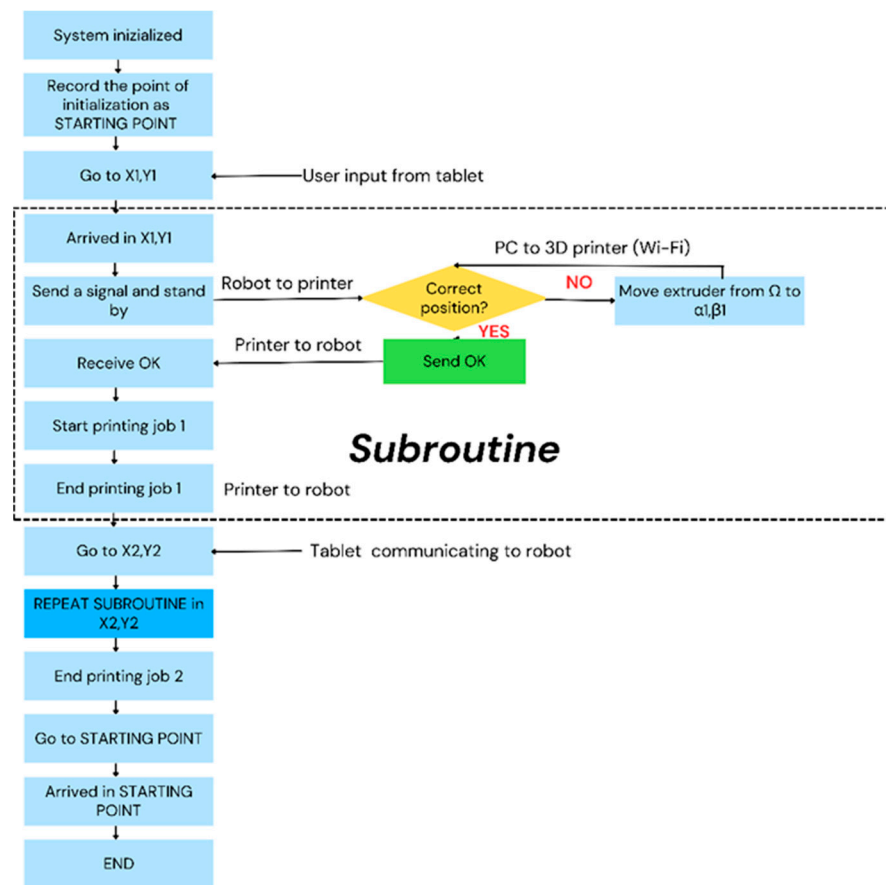 System inizialized
Record the point of
initialization as
STARTING POINT
Go to X1,Y1
User input from tablet
Arrived in X1,Y1
PC to 3D printer (Wi-Fi)
Send a signal and stand
by
Robot to printer
Correct
position?
NO
Move extruder from Ω to
α1,β1
YES
Printer to robot
Receive OK
Send OK
Start printing job 1
Subroutine
End printing job 1
Printer to robot
Go to X2,Y2
Tablet communicating to robot
REPEAT SUBROUTINE in
X2,Y2
End printing job 2
Go to STARTING POINT
Arrived in STARTING
POINT
END